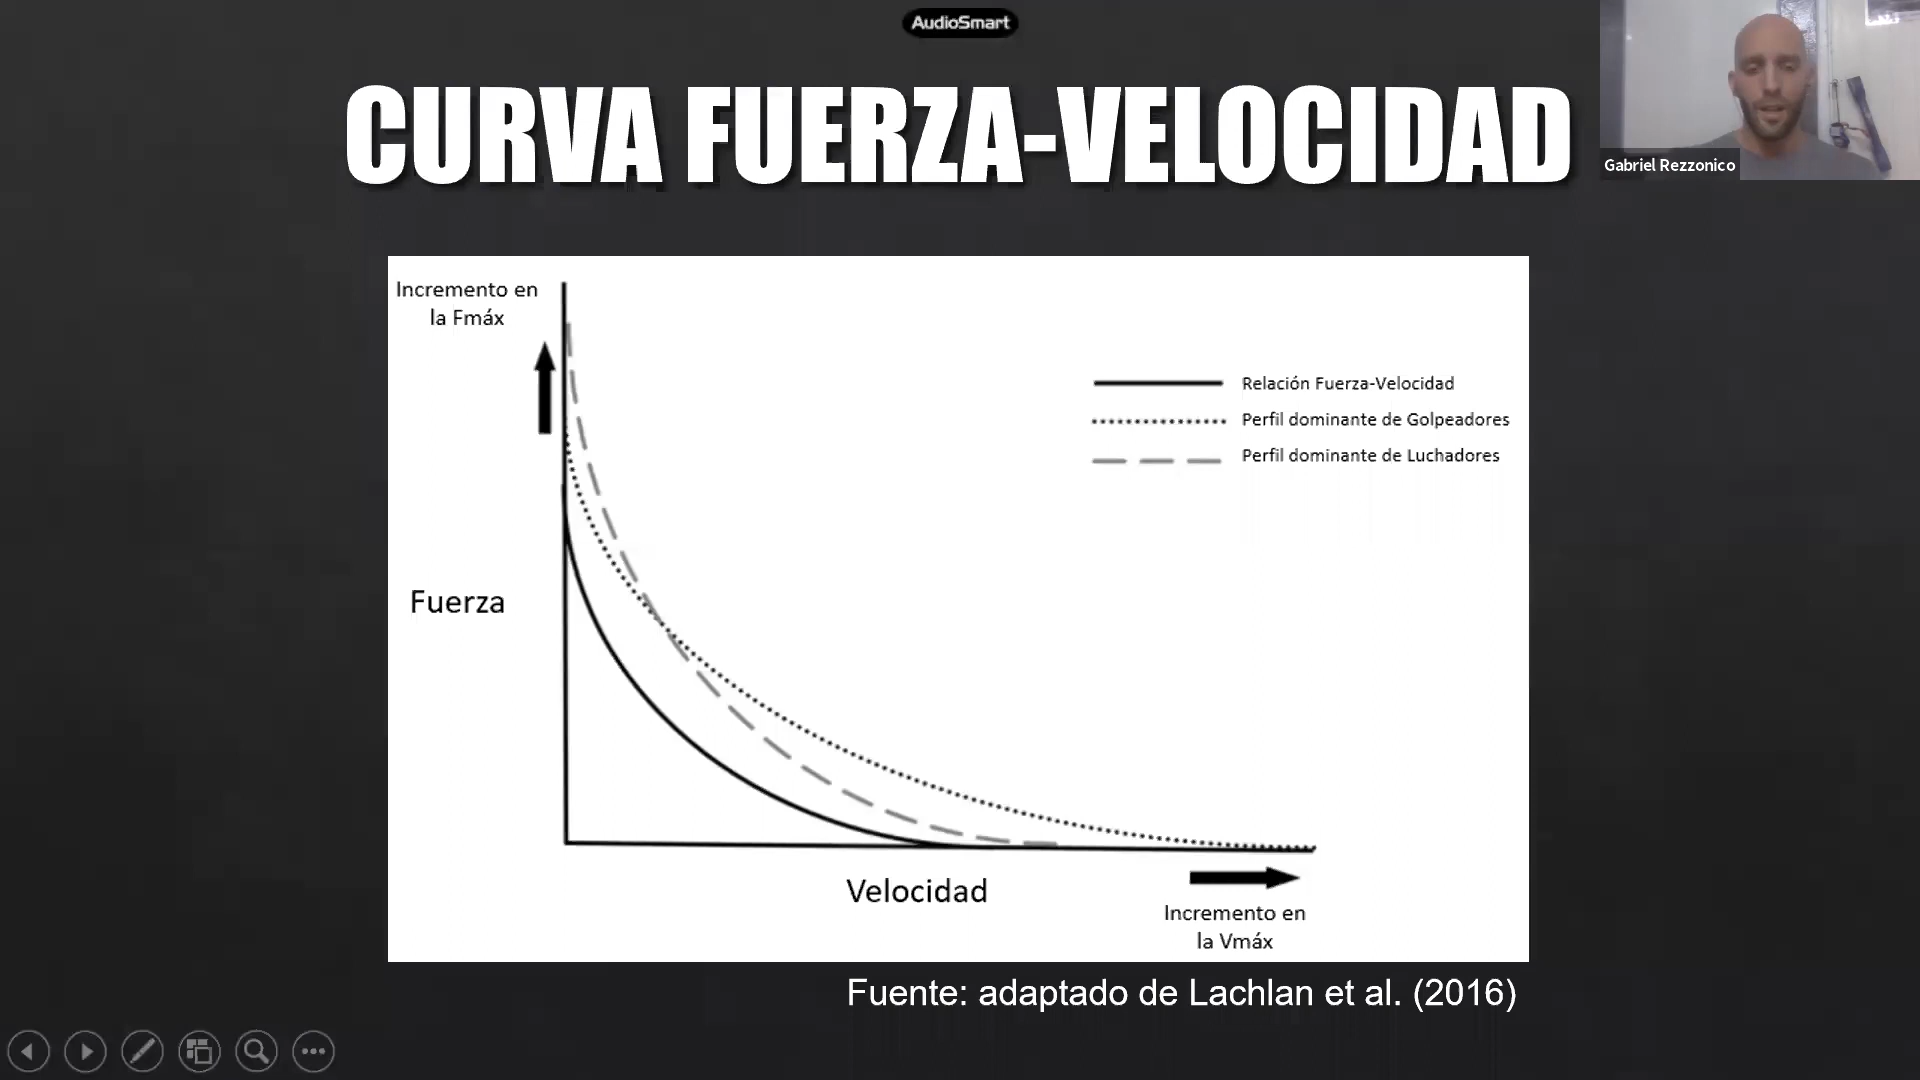 AudioSmart
CURVA FUERZA-VELOCIDAD
Gabriel Rezzonico
Incremento en
la Fmáx
Relación Fuerza-Velocidad
Perfil dominante de Golpeadores
Perfil dominante de Luchadores
Fuerza
Velocidad
Incremento en
la Vmáx
Fuente: adaptado de Lachlan et al. (2016)